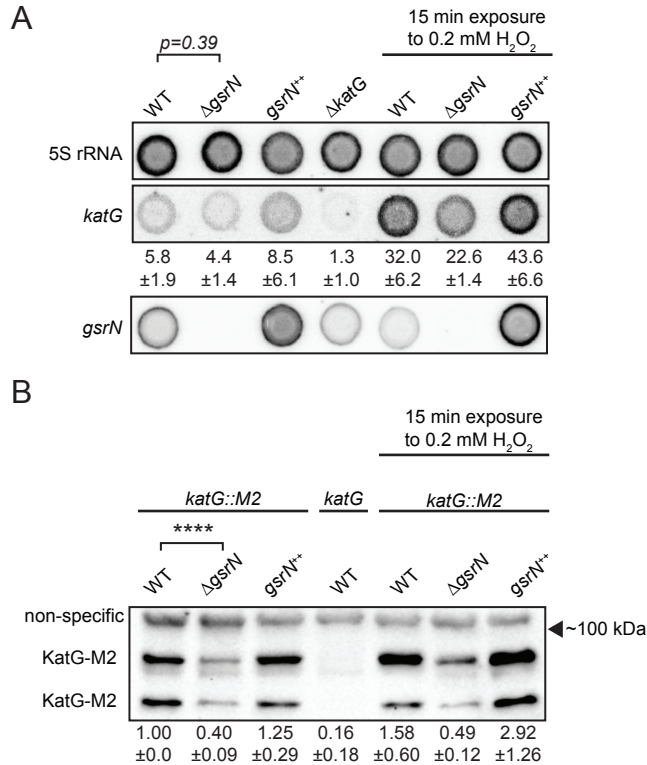 A
15 min exposure
to 0.2 mM H₂O₂
p=0.39
WT ΔgsrN gsrN⁺⁺ ΔkatG WT ΔgsrN gsrN⁺⁺
5S rRNA
katG
5.8 4.4 8.5 1.3 32.0 22.6 43.6
±1.9 ±1.4 ±6.1 ±1.0 ±6.2 ±1.4 ±6.6
gsrN
B
15 min exposure
to 0.2 mM H₂O₂
katG::M2 katG katG::M2
****
WT ΔgsrN gsrN⁺⁺ WT WT ΔgsrN gsrN⁺⁺
non-specific
~100 kDa
KatG-M2
KatG-M2
1.00 0.40 1.25 0.16 1.58 0.49 2.92
±0.0 ±0.09 ±0.29 ±0.18 ±0.60 ±0.12 ±1.26